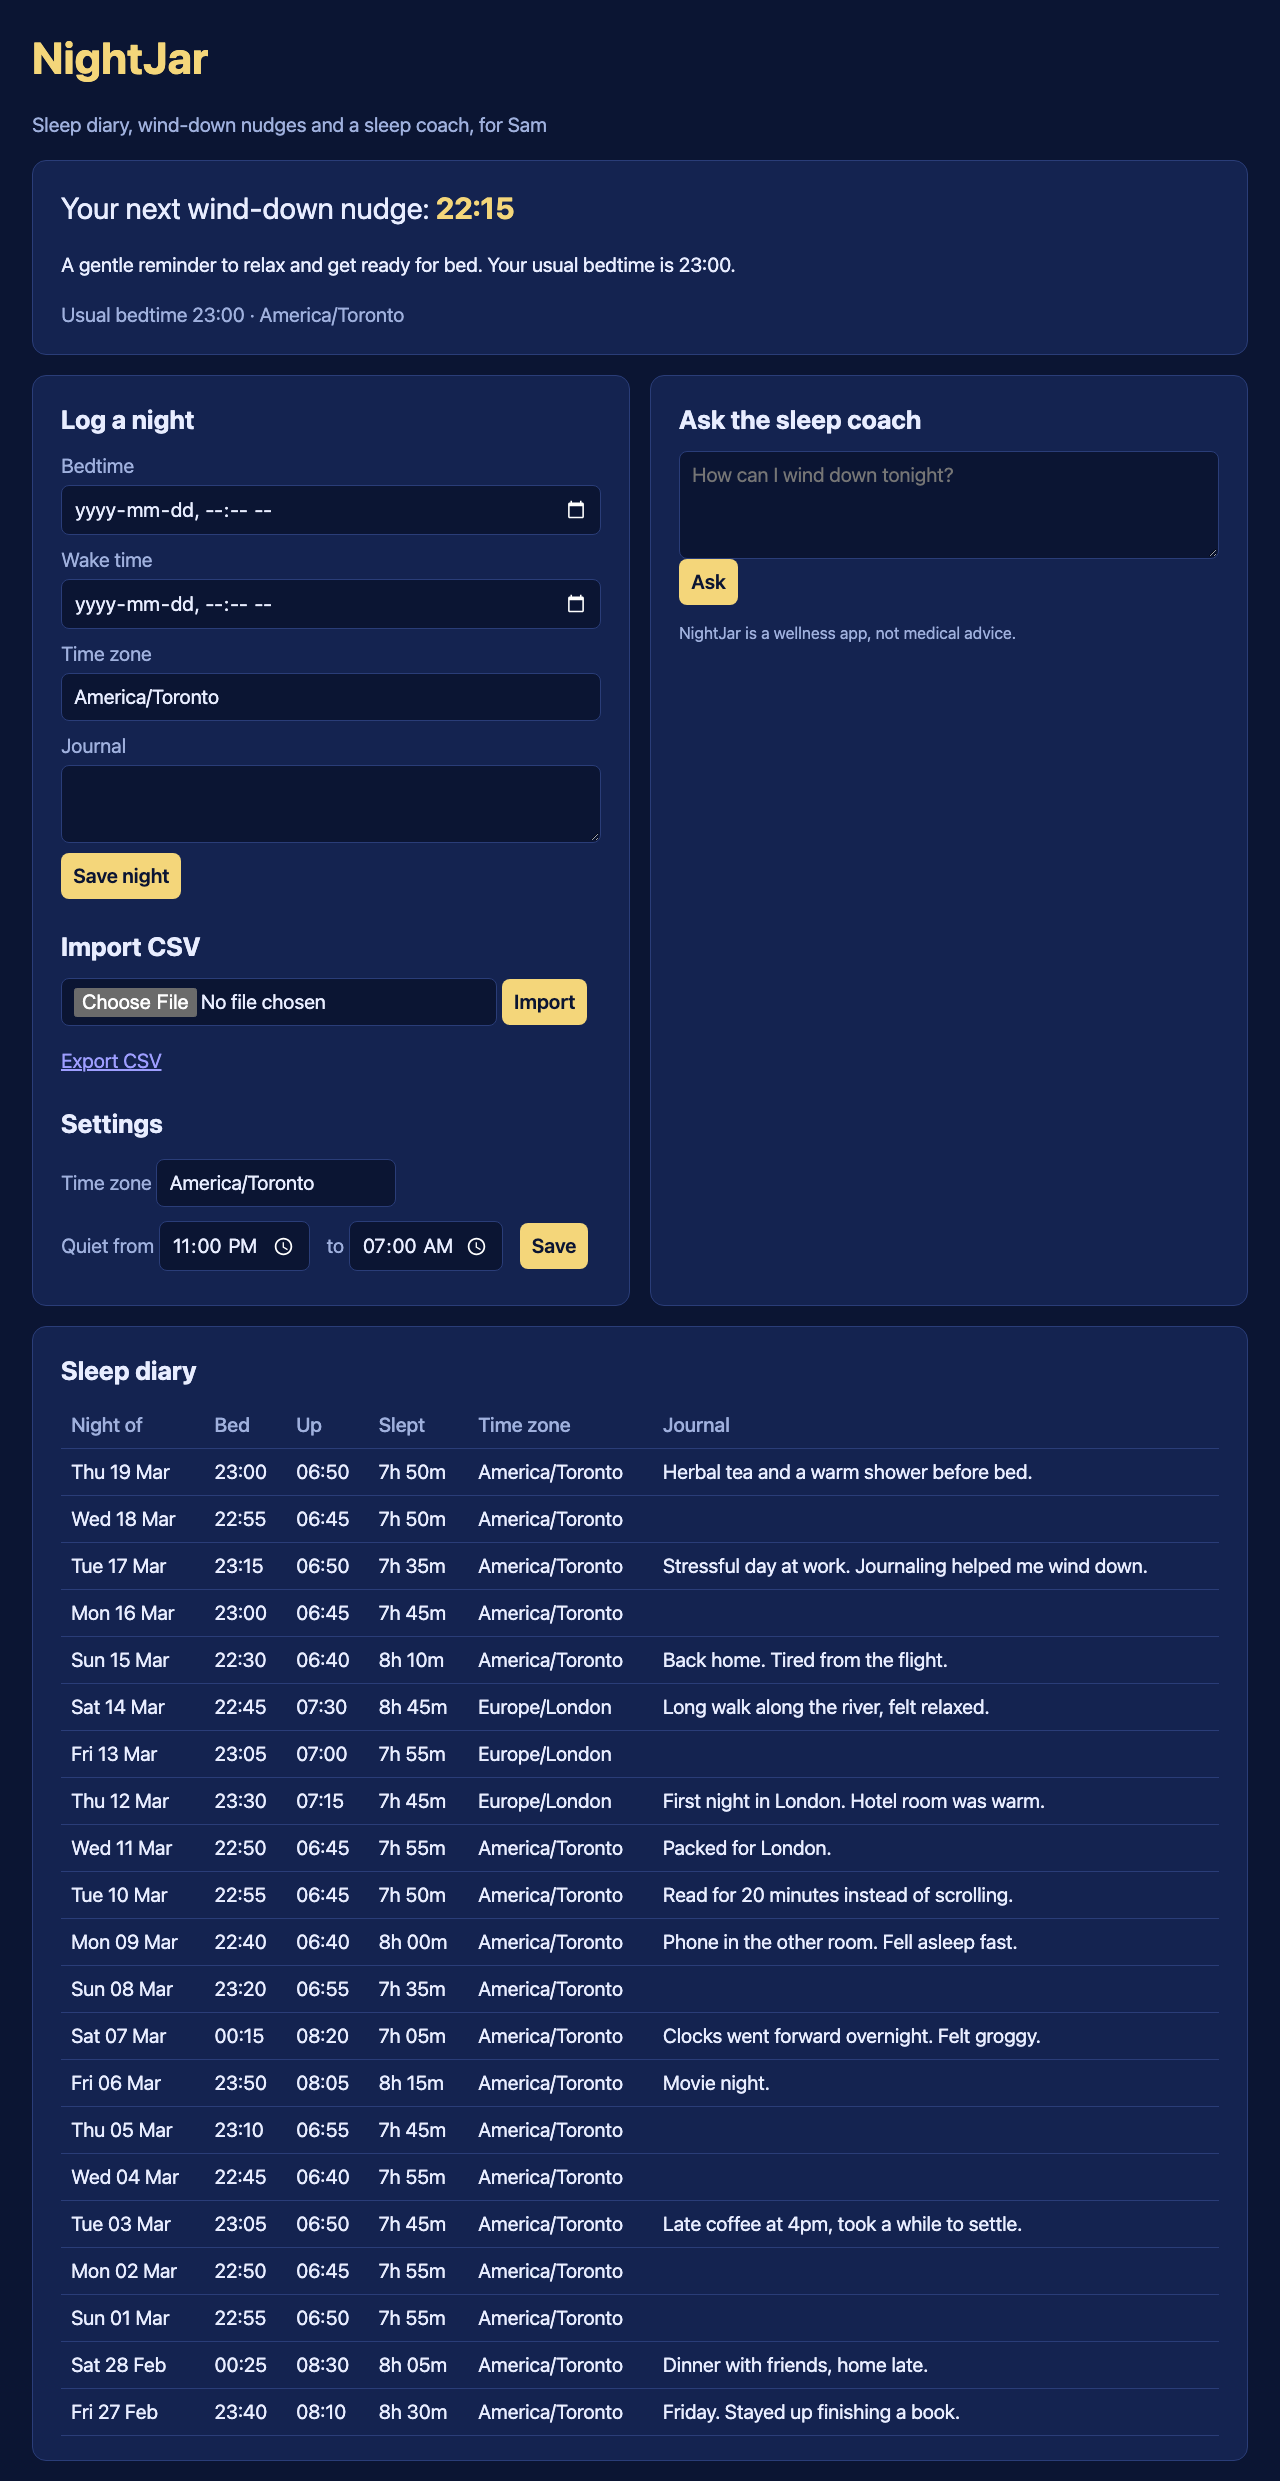 NightJar
Sleep diary, wind-down nudges and a sleep coach, for Sam
Your next wind-down nudge: 22:15
A gentle reminder to relax and get ready for bed. Your usual bedtime is 23:00.
Usual bedtime 23:00 · America/Toronto
Log a night
Bedtime
yyyy-mm-dd, --:-- --
Wake time
yyyy-mm-dd, --:-- --
Time zone
America/Toronto
Journal
Save night
Import CSV
Choose File No file chosen Import
Export CSV
Settings
Time zone America/Toronto
Quiet from 11:00 PM to 07:00 AM Save
Ask the sleep coach
How can I wind down tonight?
Ask
NightJar is a wellness app, not medical advice.
Sleep diary
Night of Bed Up Slept Time zone Journal
Thu 19 Mar 23:00 06:50 7h 50m America/Toronto Herbal tea and a warm shower before bed.
Wed 18 Mar 22:55 06:45 7h 50m America/Toronto
Tue 17 Mar 23:15 06:50 7h 35m America/Toronto Stressful day at work. Journaling helped me wind down.
Mon 16 Mar 23:00 06:45 7h 45m America/Toronto
Sun 15 Mar 22:30 06:40 8h 10m America/Toronto Back home. Tired from the flight.
Sat 14 Mar 22:45 07:30 8h 45m Europe/London Long walk along the river, felt relaxed.
Fri 13 Mar 23:05 07:00 7h 55m Europe/London
Thu 12 Mar 23:30 07:15 7h 45m Europe/London First night in London. Hotel room was warm.
Wed 11 Mar 22:50 06:45 7h 55m America/Toronto Packed for London.
Tue 10 Mar 22:55 06:45 7h 50m America/Toronto Read for 20 minutes instead of scrolling.
Mon 09 Mar 22:40 06:40 8h 00m America/Toronto Phone in the other room. Fell asleep fast.
Sun 08 Mar 23:20 06:55 7h 35m America/Toronto
Sat 07 Mar 00:15 08:20 7h 05m America/Toronto Clocks went forward overnight. Felt groggy.
Fri 06 Mar 23:50 08:05 8h 15m America/Toronto Movie night.
Thu 05 Mar 23:10 06:55 7h 45m America/Toronto
Wed 04 Mar 22:45 06:40 7h 55m America/Toronto
Tue 03 Mar 23:05 06:50 7h 45m America/Toronto Late coffee at 4pm, took a while to settle.
Mon 02 Mar 22:50 06:45 7h 55m America/Toronto
Sun 01 Mar 22:55 06:50 7h 55m America/Toronto
Sat 28 Feb 00:25 08:30 8h 05m America/Toronto Dinner with friends, home late.
Fri 27 Feb 23:40 08:10 8h 30m America/Toronto Friday. Stayed up finishing a book.